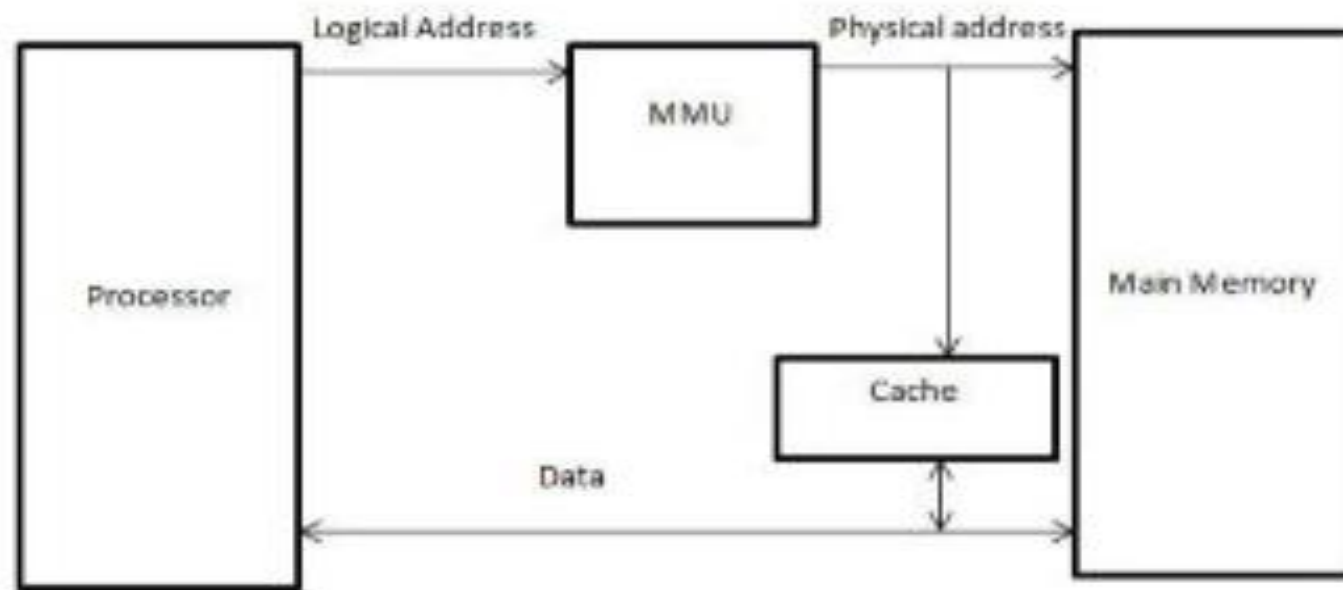 Logical Address
Physical address
MMU
Processor
Main Memory
Cache
Data